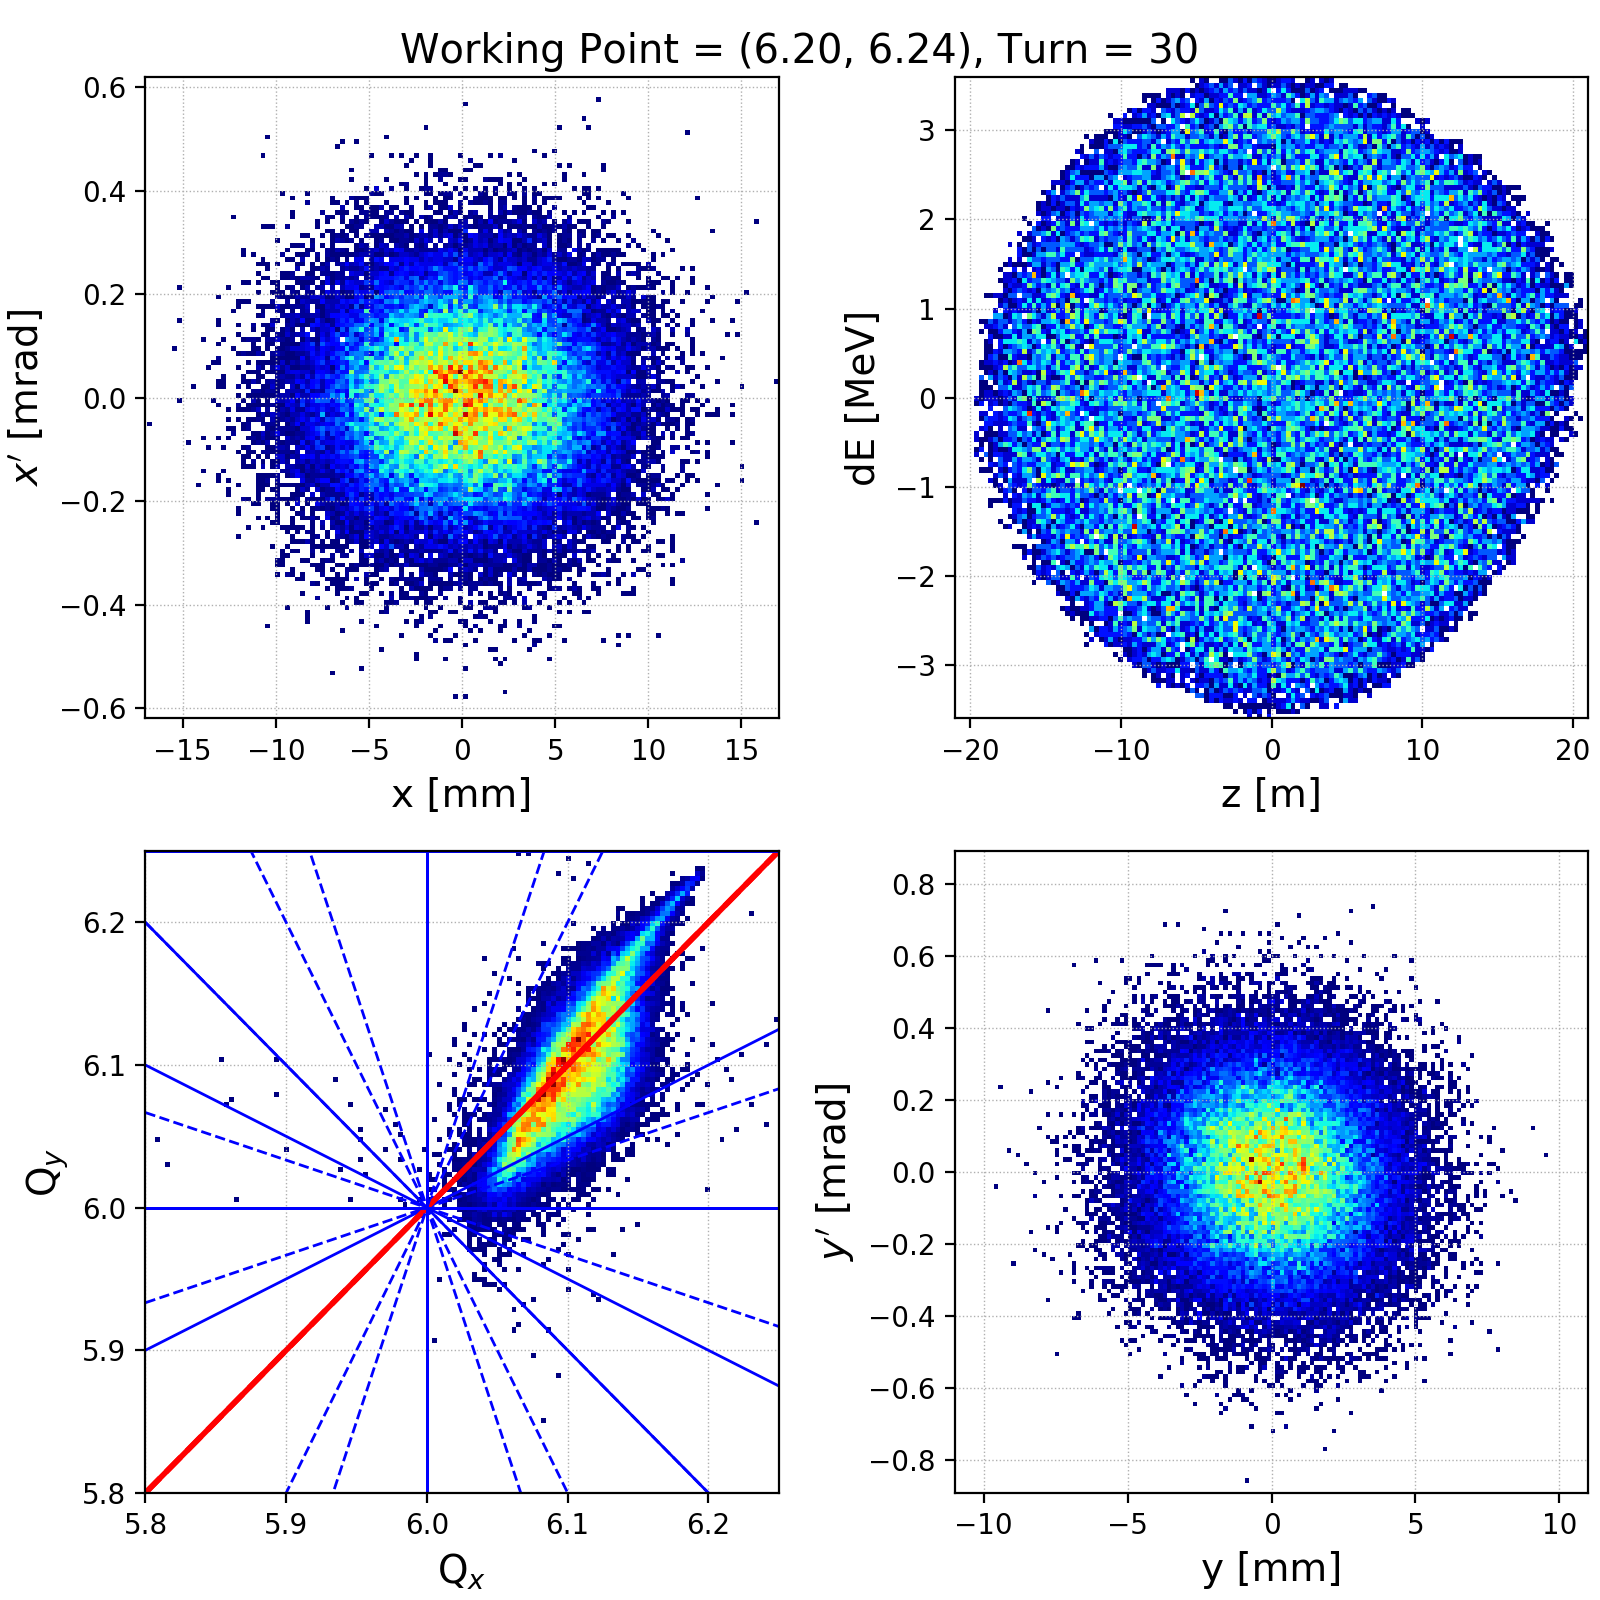 Working Point = (6.20, 6.24), Turn = 30
0.6
0.4
0.2
0.0
−0.2
−0.4
−0.6
x′ [mrad]
−15 −10 −5 0 5 10 15
x [mm]
3
2
1
0
−1
−2
−3
dE [MeV]
−20 −10 0 10 20
z [m]
6.2
6.1
6.0
5.9
5.8
Qy
5.8 5.9 6.0 6.1 6.2
Qx
0.8
0.6
0.4
0.2
0.0
−0.2
−0.4
−0.6
−0.8
y′ [mrad]
−10 −5 0 5 10
y [mm]